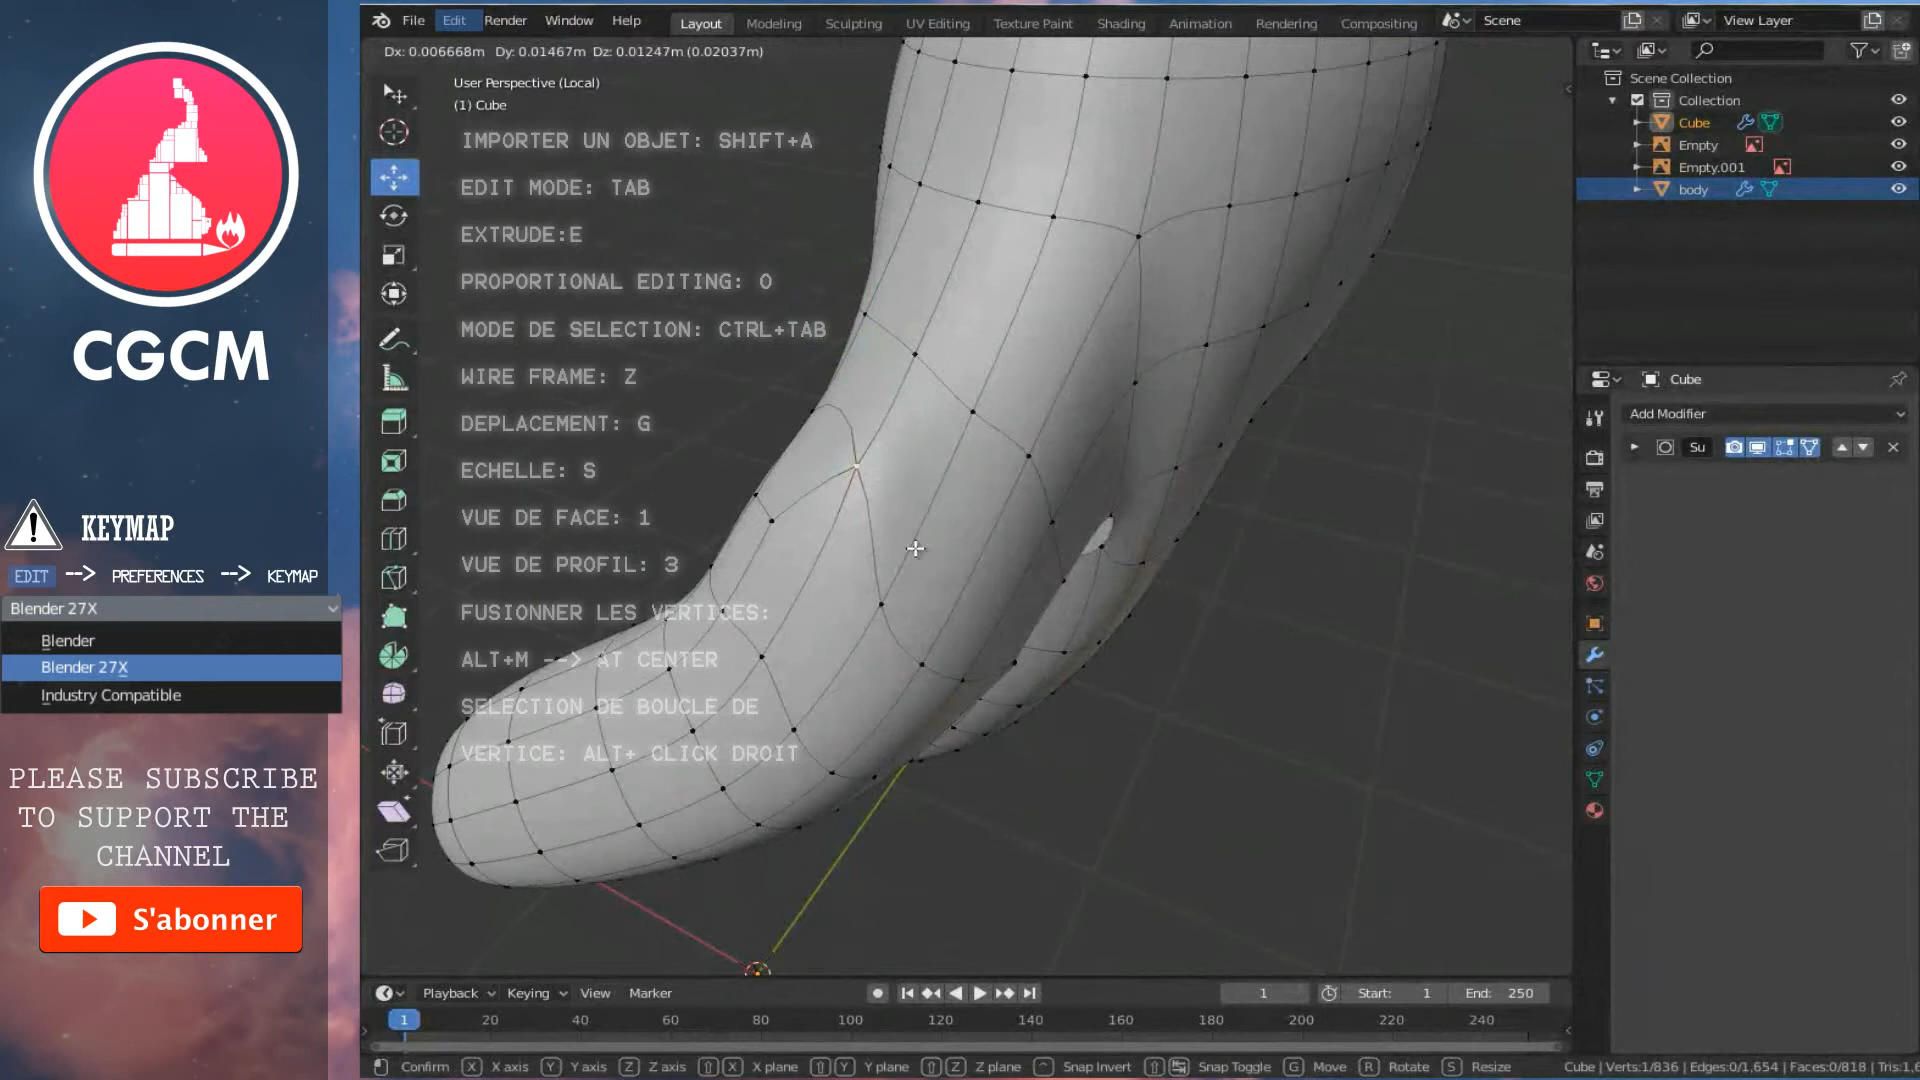 CGCM
KEYMAP
EDIT --> PREFERENCES --> KEYMAP
Blender 27X
Blender
Blender 27X
Industry Compatible
PLEASE SUBSCRIBE
TO SUPPORT THE
CHANNEL
S'abonner
File Edit Render Window Help
Layout Modeling Sculpting UV Editing Texture Paint Shading Animation Rendering Compositing
Scene
View Layer
Dx: 0.006668m Dy: 0.01467m Dz: 0.01247m (0.02037m)
User Perspective (Local)
(1) Cube
IMPORTER UN OBJET: SHIFT+A
EDIT MODE: TAB
EXTRUDE:E
PROPORTIONAL EDITING: O
MODE DE SELECTION: CTRL+TAB
WIRE FRAME: Z
DEPLACEMENT: G
ECHELLE: S
VUE DE FACE: 1
VUE DE PROFIL: 3
FUSIONNER LES VERTICES:
ALT+M --> AT CENTER
SELECTION DE BOUCLE DE
VERTICE: ALT+ CLICK DROIT
Scene Collection
Collection
Cube
Empty
Empty.001
body
Cube
Add Modifier
Su
Playback Keying View Marker
1
Start: 1
End: 250
1 20 40 60 80 100 120 140 160 180 200 220 240
Confirm X X axis Y Y axis Z Z axis X X plane Y Y plane Z Z plane Snap Invert Snap Toggle G Move R Rotate S Resize
Cube | Verts:1/836 | Edges:0/1,654 | Faces:0/818 | Tris:1,6